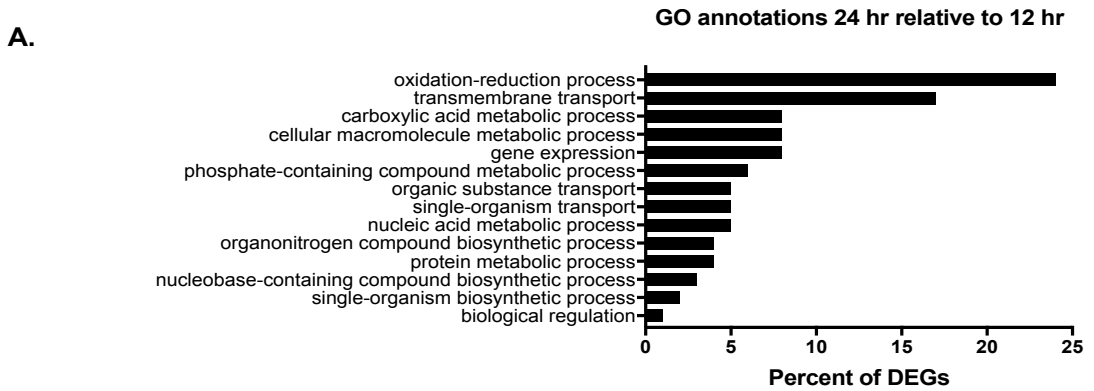 GO annotations 24 hr relative to 12 hr
A.
oxidation-reduction process
transmembrane transport
carboxylic acid metabolic process
cellular macromolecule metabolic process
gene expression
phosphate-containing compound metabolic process
organic substance transport
single-organism transport
nucleic acid metabolic process
organonitrogen compound biosynthetic process
protein metabolic process
nucleobase-containing compound biosynthetic process
single-organism biosynthetic process
biological regulation
0 5 10 15 20 25
Percent of DEGs